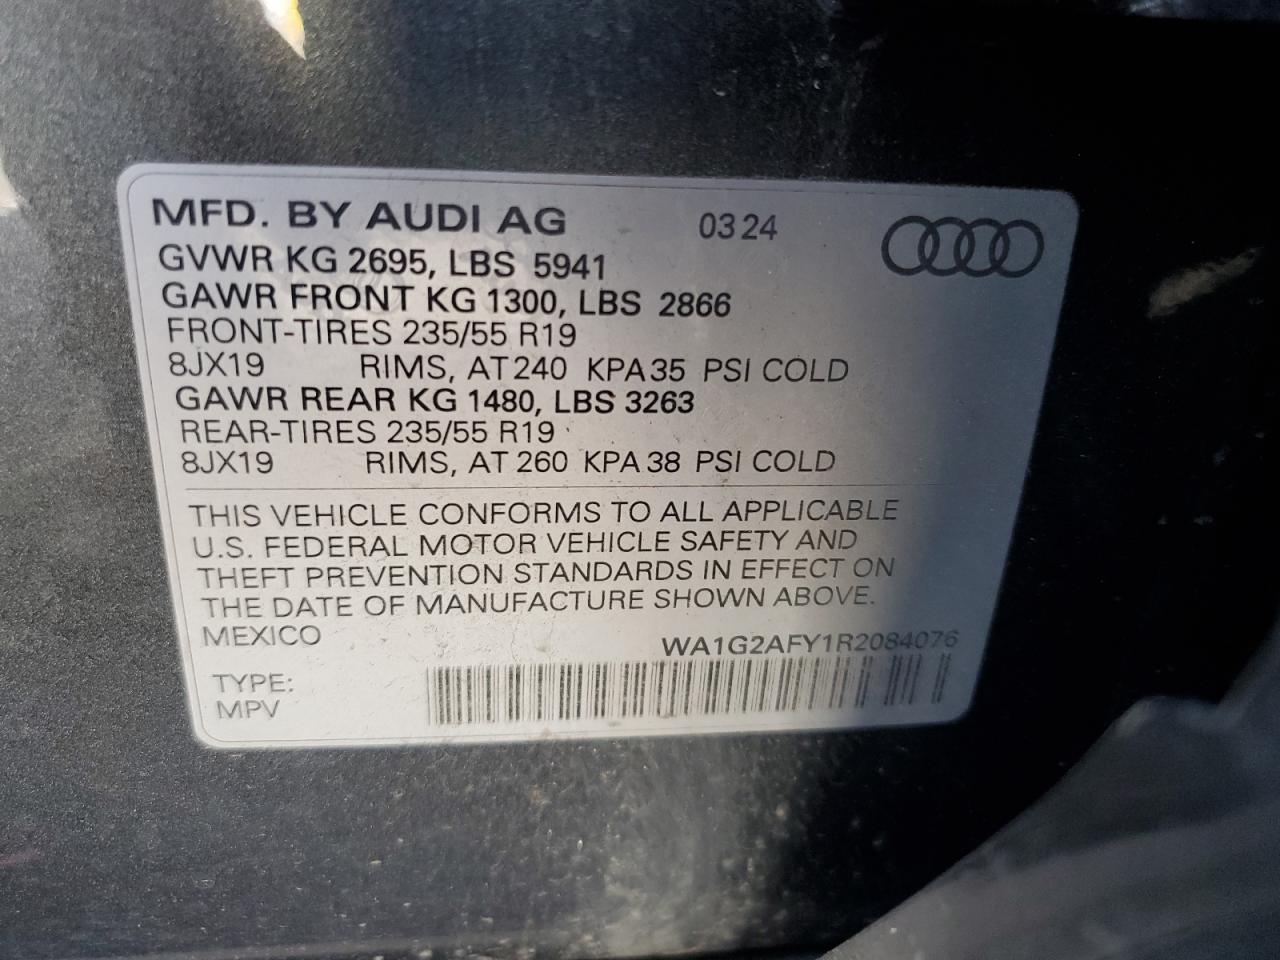 MFD. BY AUDI AG 03 24
GVWR KG 2695, LBS 5941
GAWR FRONT KG 1300, LBS 2866
FRONT-TIRES 235/55 R19
8JX19 RIMS, AT 240 KPA 35 PSI COLD
GAWR REAR KG 1480, LBS 3263
REAR-TIRES 235/55 R19
8JX19 RIMS, AT 260 KPA 38 PSI COLD
THIS VEHICLE CONFORMS TO ALL APPLICABLE
U.S. FEDERAL MOTOR VEHICLE SAFETY AND
THEFT PREVENTION STANDARDS IN EFFECT ON
THE DATE OF MANUFACTURE SHOWN ABOVE.
MEXICO WA1G2AFY1R2084076
TYPE:
MPV